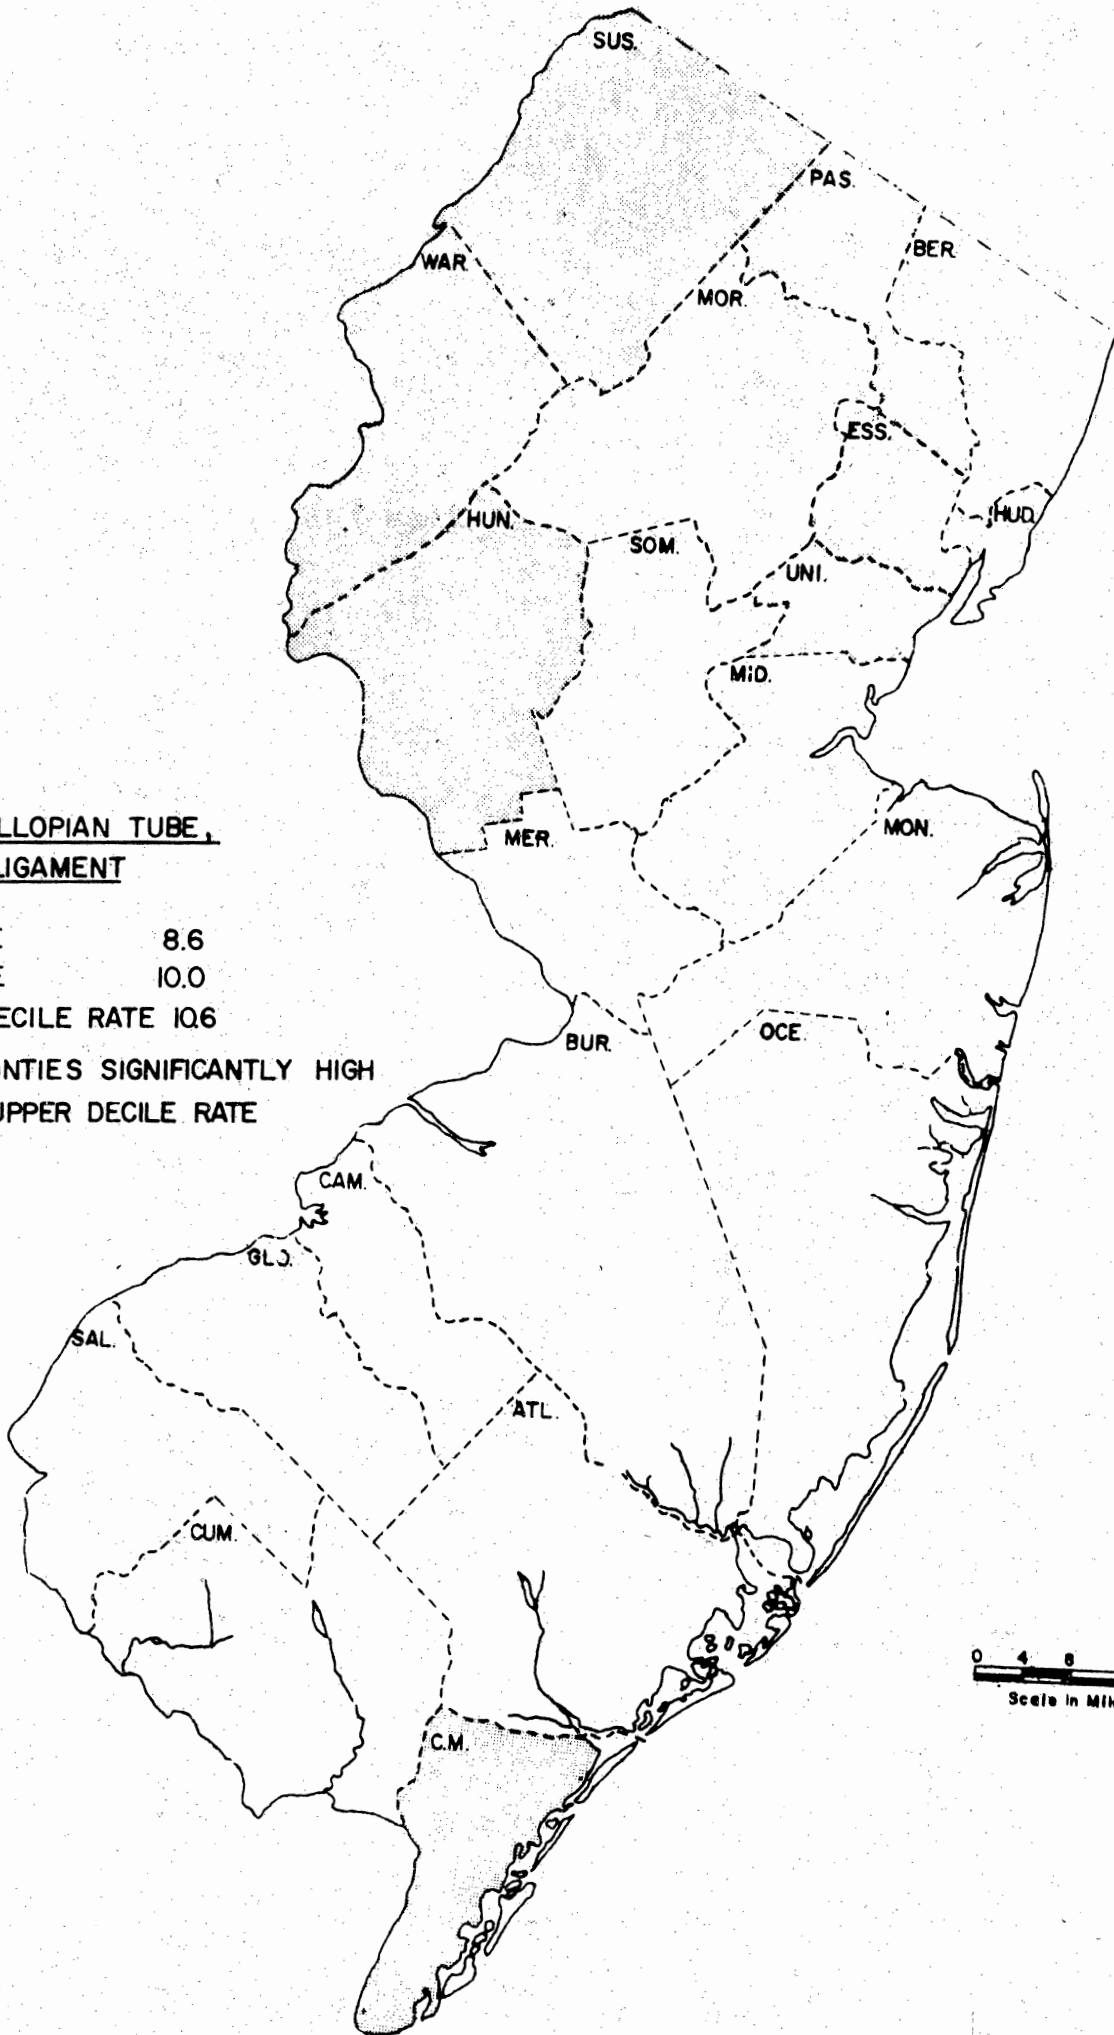 SUS.
PAS.
BER.
WAR.
MOR.
ESS.
HUN.
HUD.
SOM.
UNI.
MID.
LLOPIAN TUBE,
LIGAMENT
MER.
MON.
E 8.6
E 10.0
ECILE RATE 10.6
OCE.
BUR.
NTIES SIGNIFICANTLY HIGH
UPPER DECILE RATE
CAM.
GLO.
SAL.
ATL.
CUM.
0 4 8
Scale in Mil
C.M.